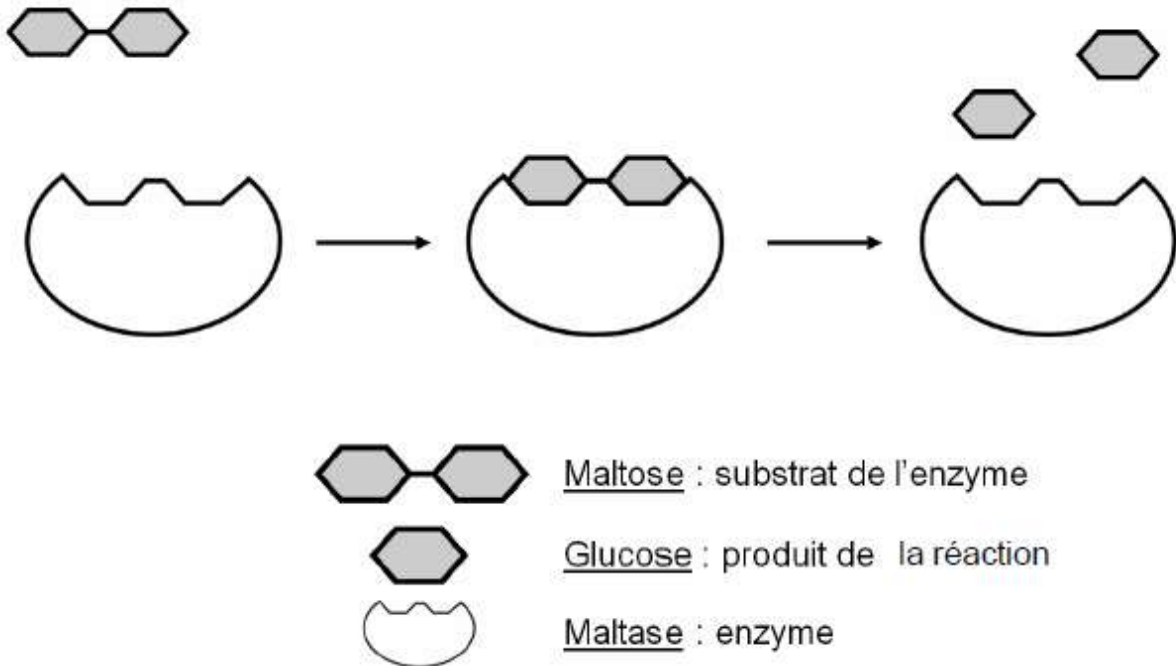 Maltose : substrat de l'enzyme
Glucose : produit de la réaction
Maltase : enzyme